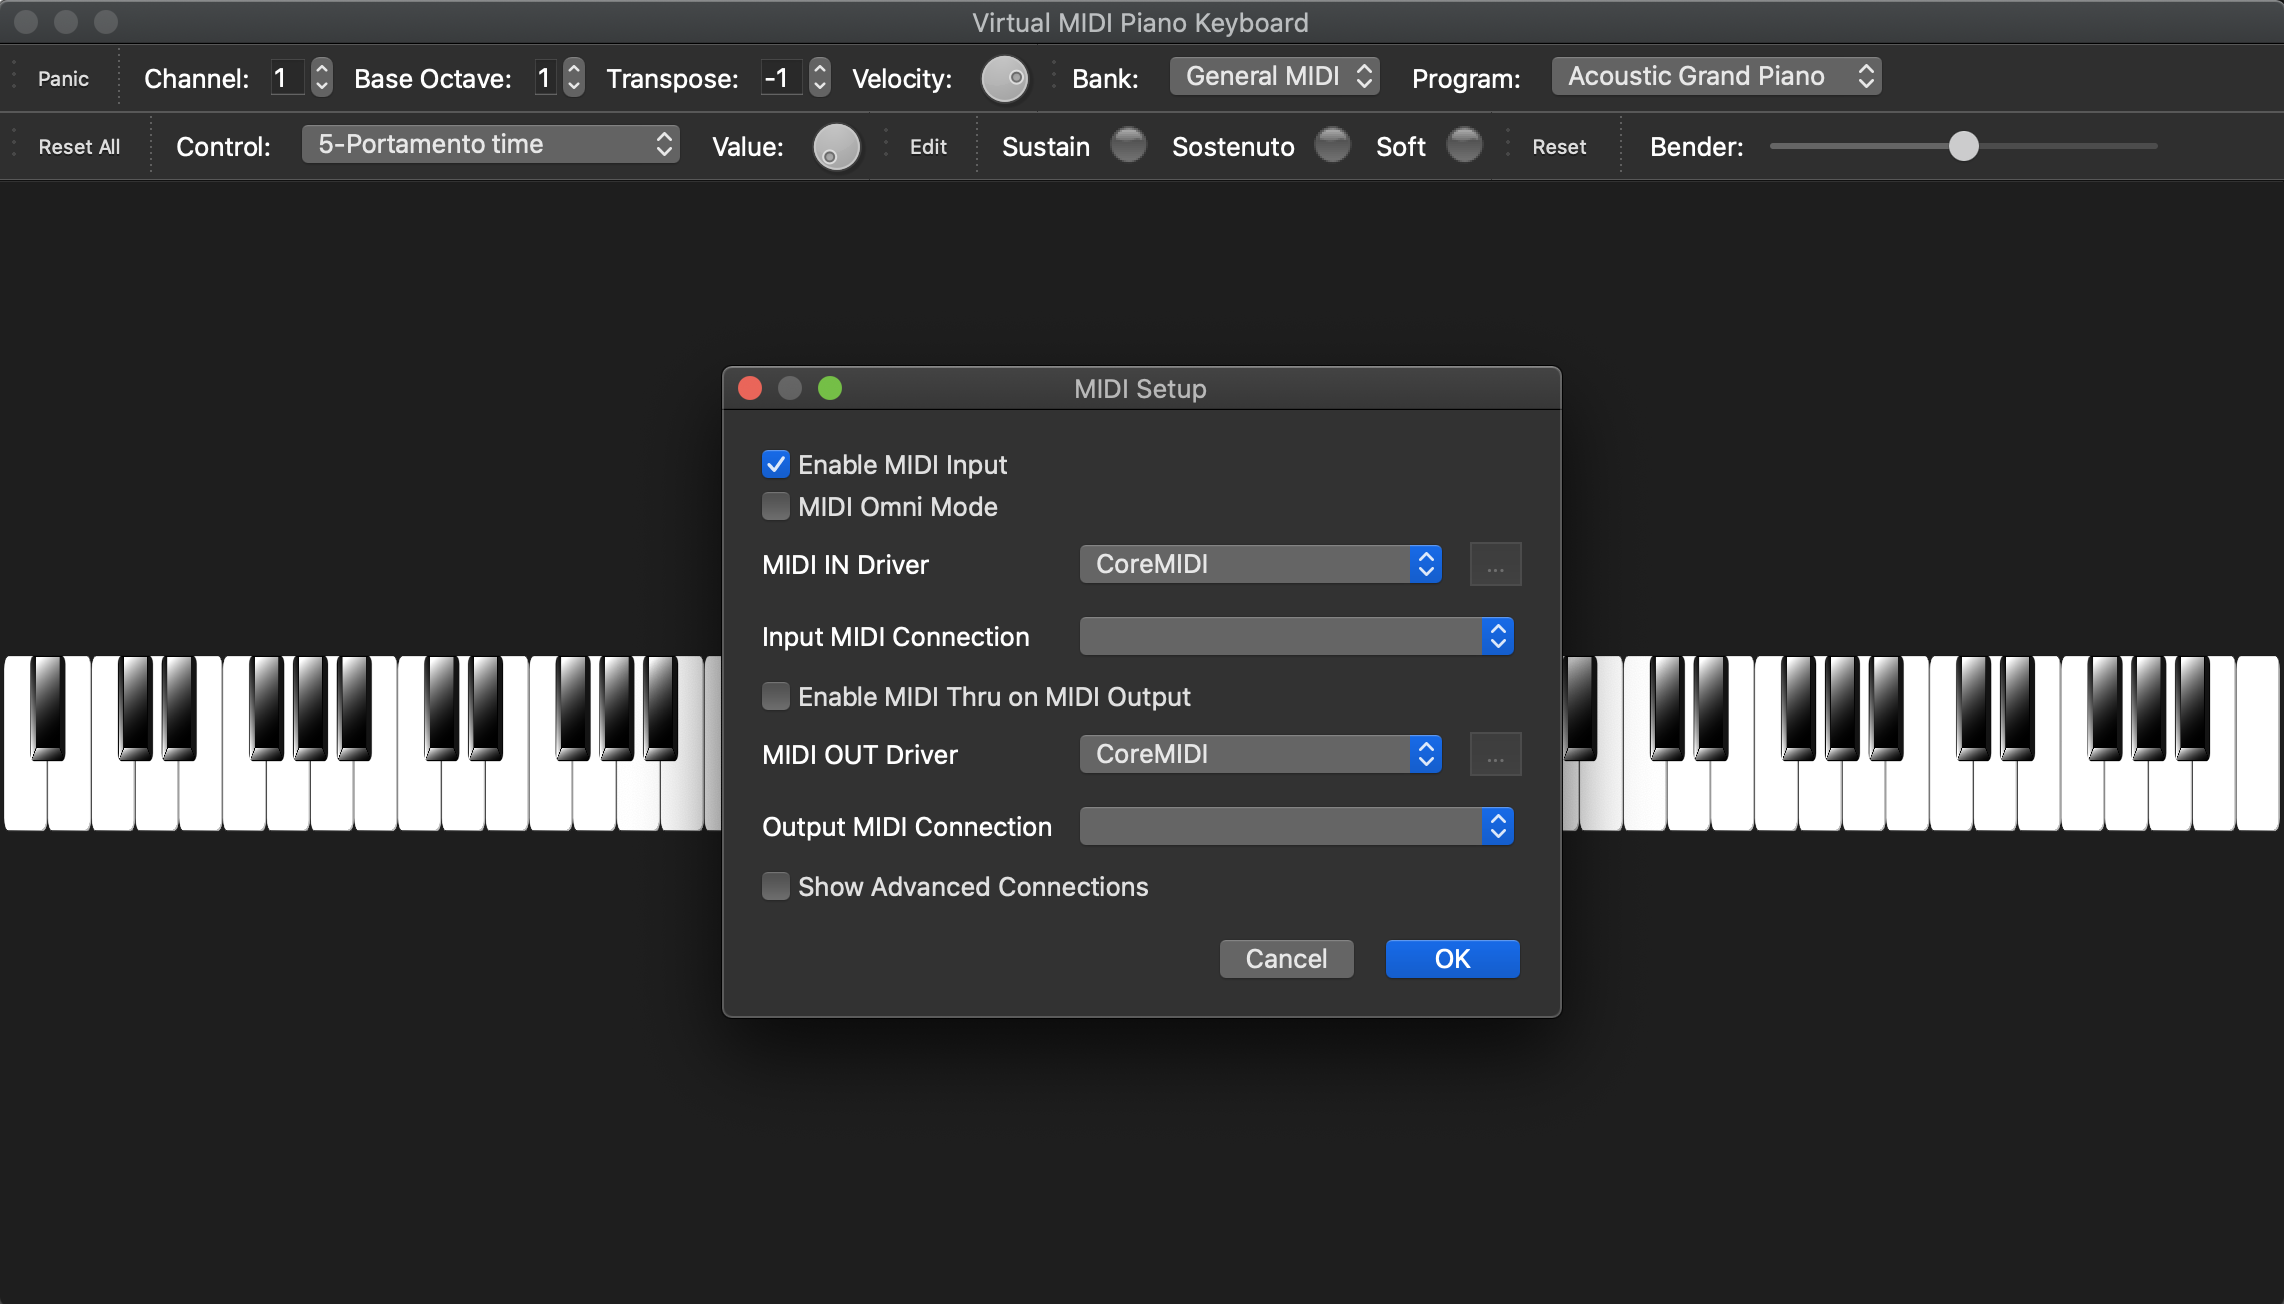 Virtual MIDI Piano Keyboard
Panic Channel: 1 Base Octave: 1 Transpose: -1 Velocity: Bank: General MIDI Program: Acoustic Grand Piano
Reset All Control: 5-Portamento time Value: Edit Sustain Sostenuto Soft Reset Bender:
MIDI Setup
Enable MIDI Input
MIDI Omni Mode
MIDI IN Driver CoreMIDI ...
Input MIDI Connection
Enable MIDI Thru on MIDI Output
MIDI OUT Driver CoreMIDI ...
Output MIDI Connection
Show Advanced Connections
Cancel OK